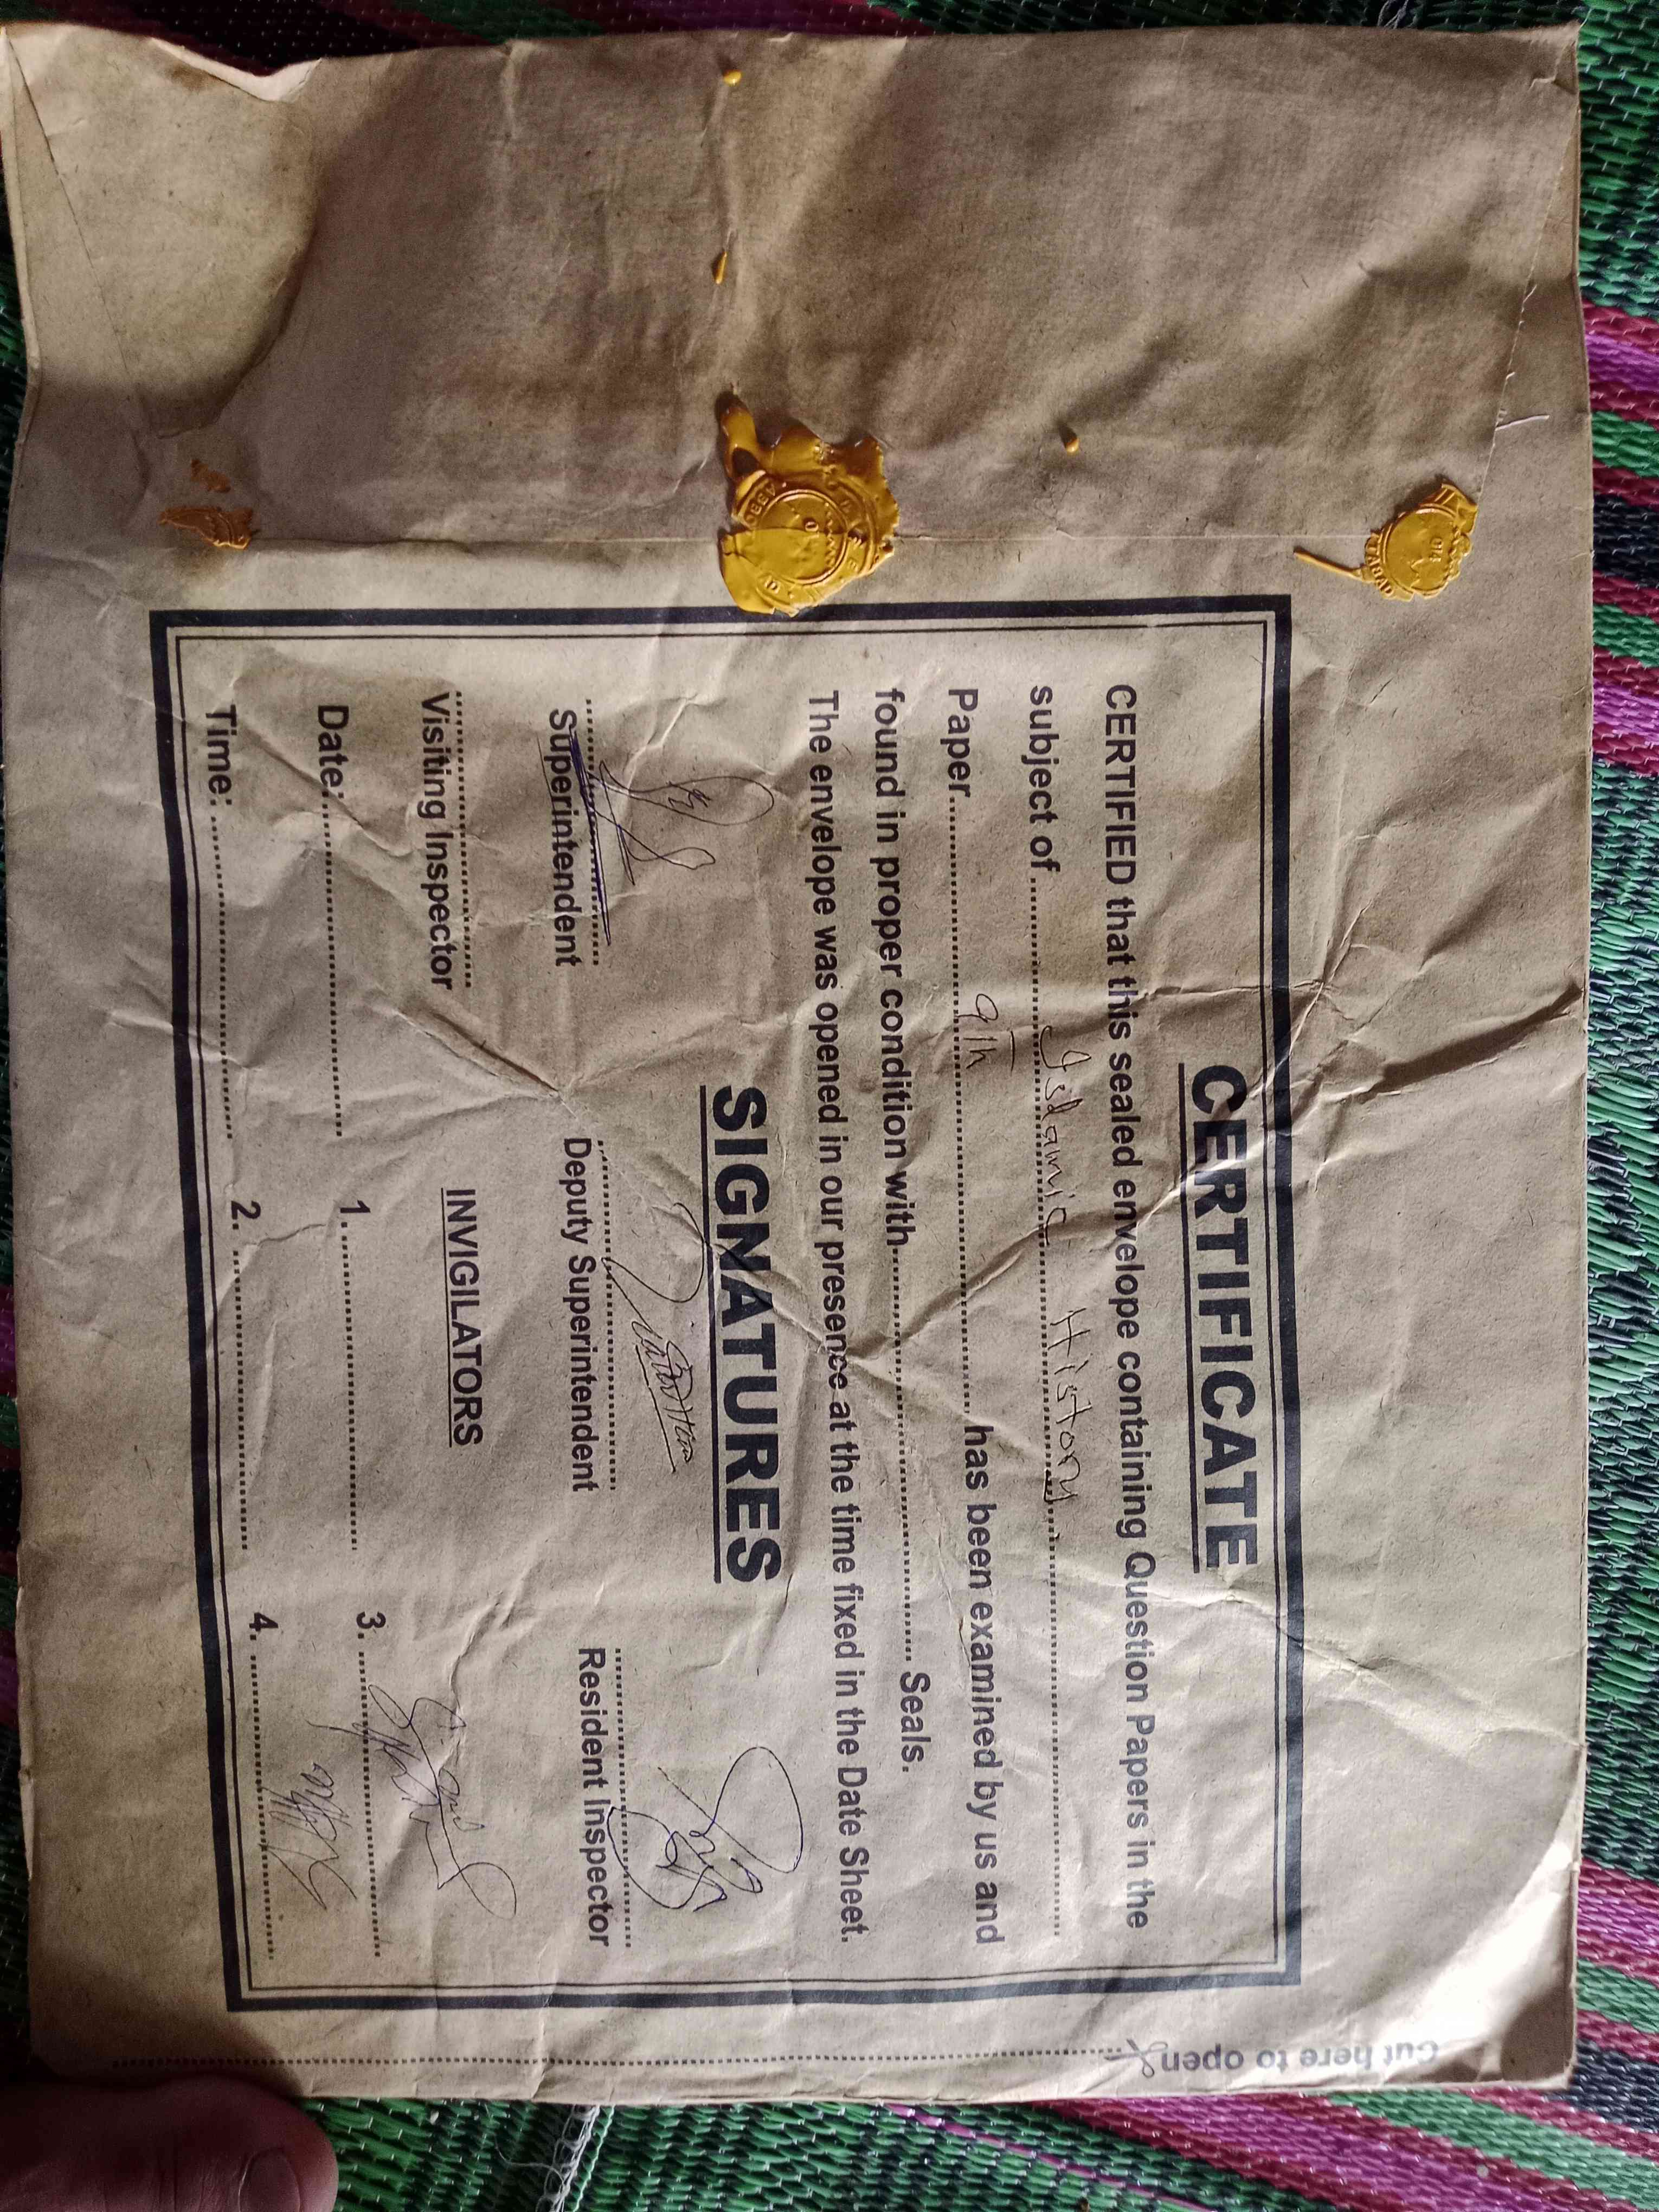 CERTIFICATE
CERTIFIED that this sealed envelope containing Question Papers in the
subject of.......... Islamic History ..........
Paper.......... 9th .......... has been examined by us and
found in proper condition with.......... Seals.
The envelope was opened in our presence at the time fixed in the Date Sheet.
SIGNATURES
Superintendent Deputy Superintendent Resident Inspector
Visiting Inspector INVIGILATORS
Date:.......... 1. .......... 3. ..........
Time: .......... 2. .......... 4. ..........
Cut here to open